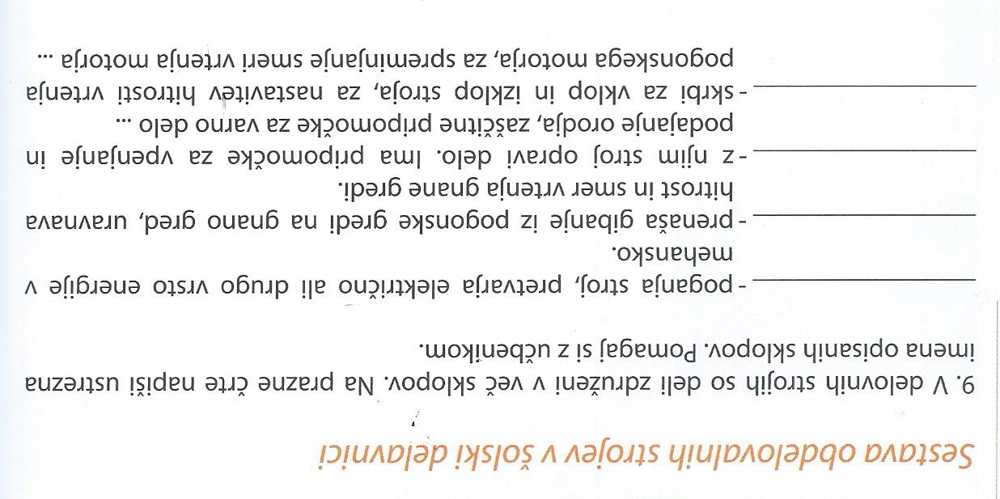 Sestava obdelovalnih strojev v šolski delavnici
9. V delovnih strojih so deli združeni v več sklopov. Na prazne črte napiši ustrezna
imena opisanih sklopov. Pomagaj si z učbenikom.
- poganja stroj, pretvarja električno ali drugo vrsto energije v
mehansko.
- prenaša gibanje iz pogonske gredi na gnano gred, uravnava
hitrost in smer vrtenja gnane gredi.
- z njim stroj opravi delo. Ima pripomočke za vpenjanje in
podajanje orodja, zaščitne pripomočke za varno delo ...
- skrbi za vklop in izklop stroja, za nastavitev hitrosti vrtenja
pogonskega motorja, za spreminjanje smeri vrtenja motorja ...